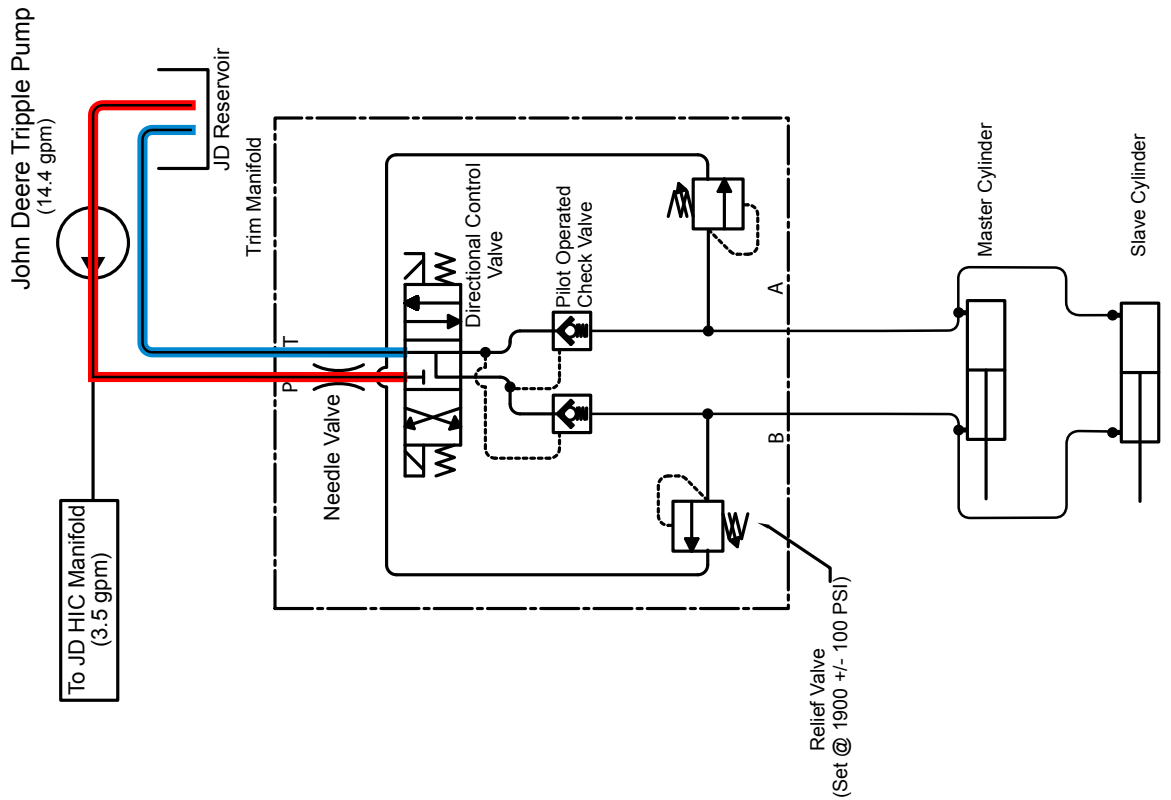 John Deere Tripple Pump
(14.4 gpm)
JD Reservoir
To JD HIC Manifold
(3.5 gpm)
Trim Manifold
P
T
Needle Valve
Directional Control
Valve
Pilot Operated
Check Valve
A
B
Relief Valve
(Set @ 1900 +/- 100 PSI)
Master Cylinder
Slave Cylinder